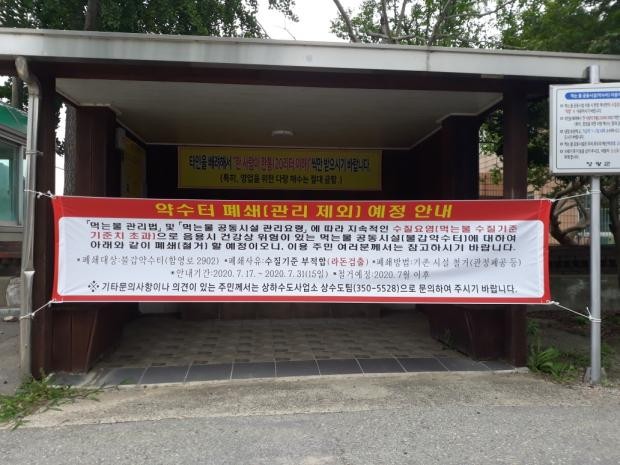 타인을 배려해서 "한 사람이 한통(20리터 이하)"씩만 받으시기 바랍니다.
(특히, 영업을 위한 다량 채수는 절대 금함.)
약수터 폐쇄(관리 제외) 예정 안내
「먹는물 관리법」 및 「먹는물 공동시설 관리요령」 에 따라 지속적인 수질요염(먹는물 수질기준
기준치 초과)으로 음용시 건강상 위험이 있는 먹는물 공동시설(불갑약수터)에 대하여
아래와 같이 폐쇄(철거) 할 예정이오니, 이용 주민 여러분께서는 참고하시기 바랍니다.
*폐쇄대상:불갑약수터(함영로 2902) *폐쇄사유:수질기준 부적합(라돈검출) *폐쇄방법:기존 시설 철거(관정폐공 등)
*안내기간:2020. 7. 17. ~ 2020. 7.31(15일) *철거예정:2020. 7월 이후
※ 기타문의사항이나 의견이 있는 주민께서는 상하수도사업소 상수도팀(350-5528)으로 문의하여 주시기 바랍니다.
영광군